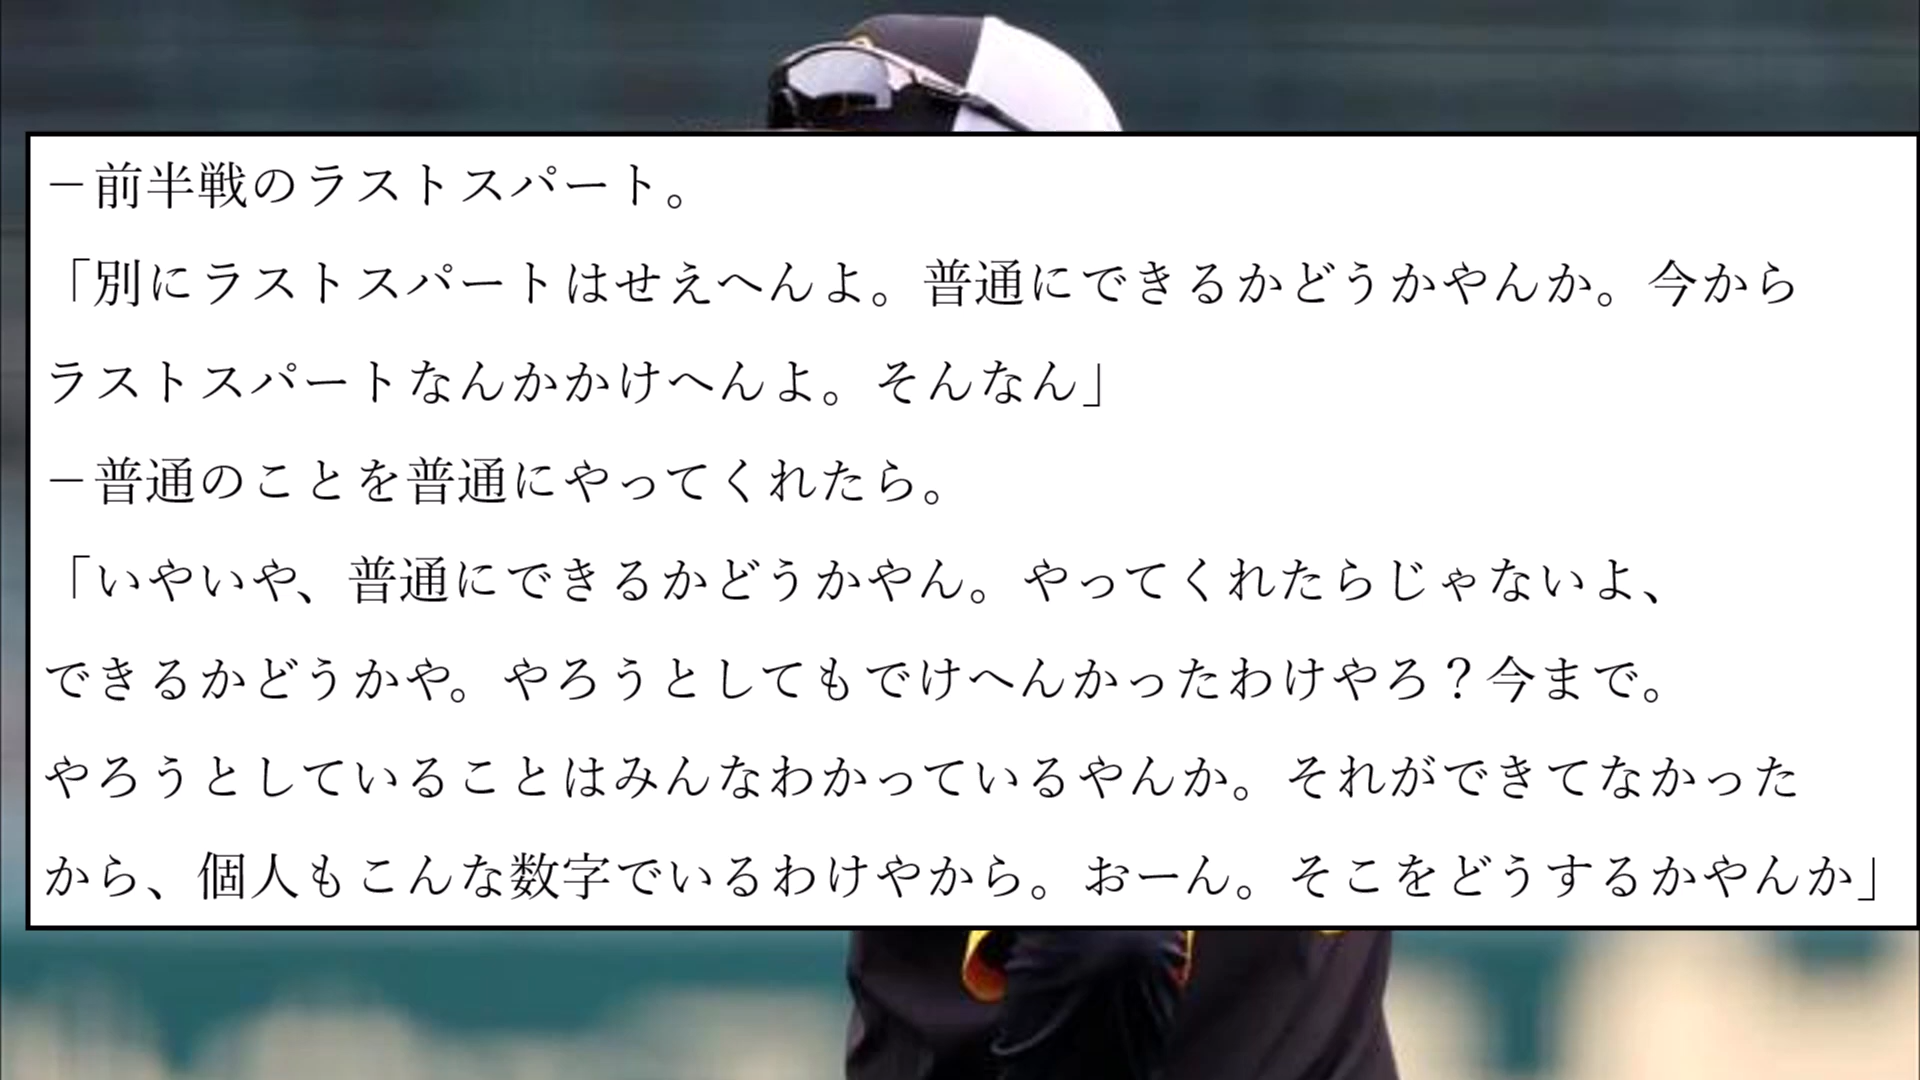 －前半戦のラストスパート。
「別にラストスパートはせえへんよ。普通にできるかどうかやんか。今から
ラストスパートなんかかけへんよ。そんなん」
－普通のことを普通にやってくれたら。
「いやいや、普通にできるかどうかやん。やってくれたらじゃないよ、
できるかどうかや。やろうとしてもでけへんかったわけやろ？今まで。
やろうとしていることはみんなわかっているやんか。それができてなかった
から、個人もこんな数字でいるわけやから。おーん。そこをどうするかやんか」